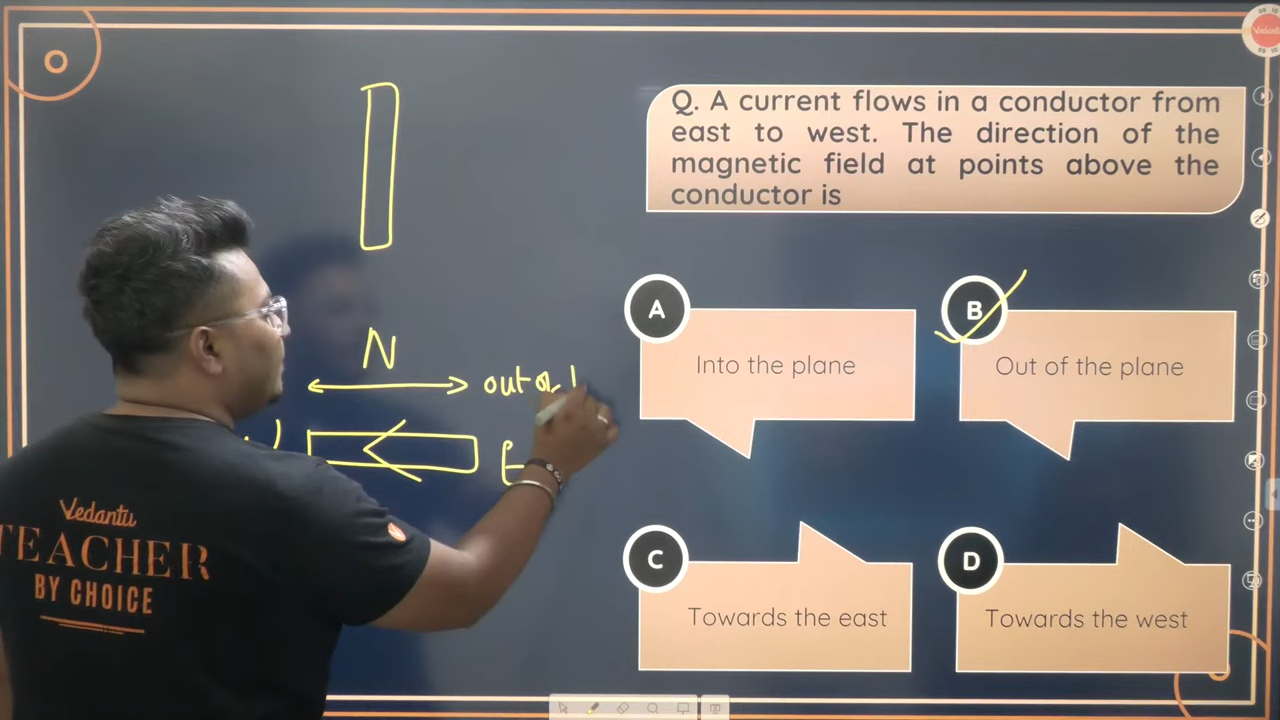 Vedantu
Q. A current flows in a conductor from
east to west. The direction of the
magnetic field at points above the
conductor is
A
Into the plane
B
Out of the plane
N
out
E
C
Towards the east
D
Towards the west
Vedantu
TEACHER
BY CHOICE